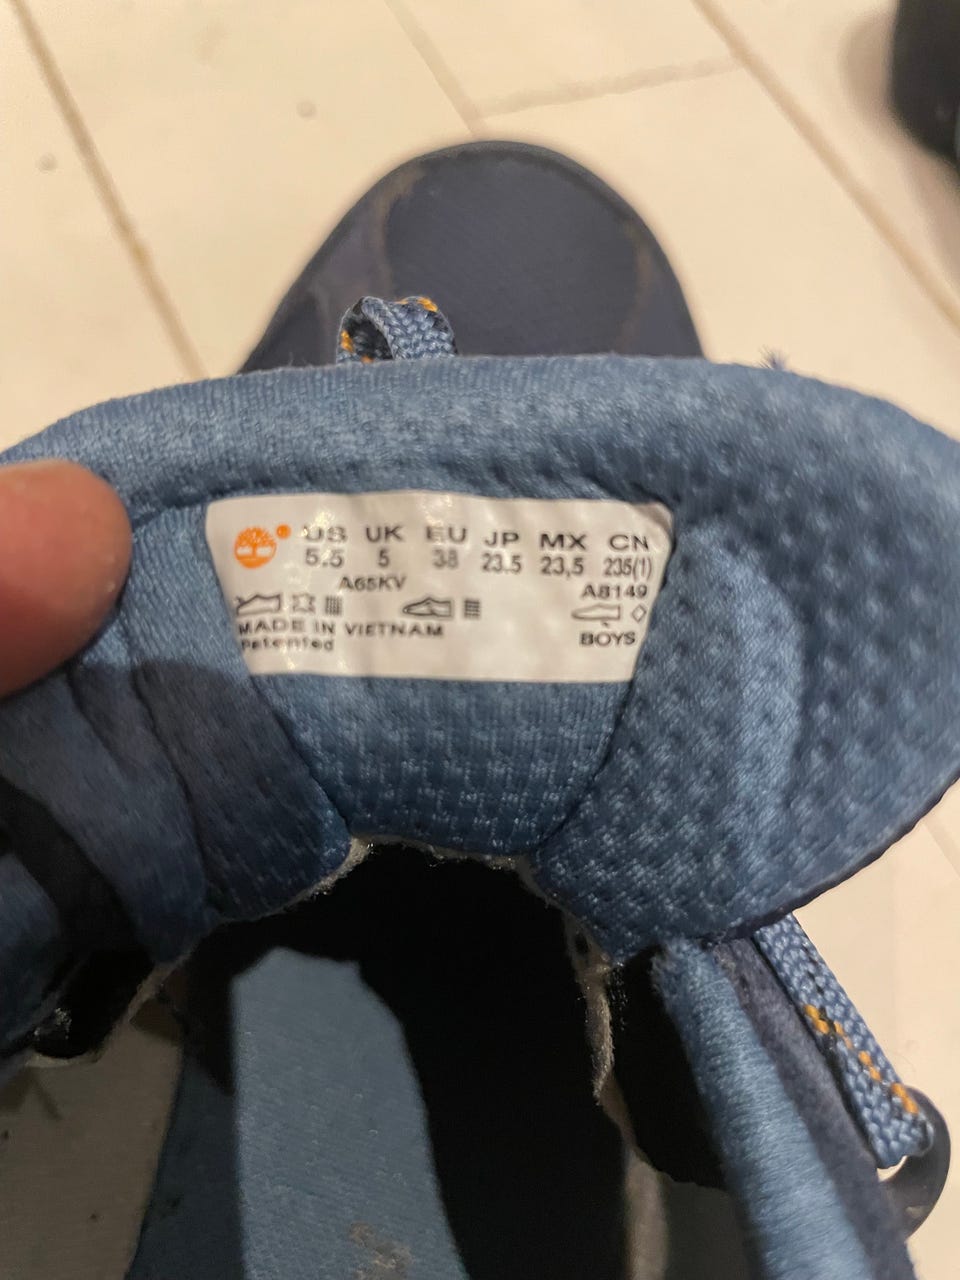 US UK EU JP MX CN
5.5 5 38 23.5 23,5 235(1)
A65KV A8149
MADE IN VIETNAM
Patented BOYS